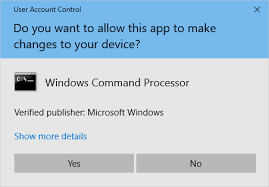 User Account Control
Do you want to allow this app to make
changes to your device?
Windows Command Processor
Verified publisher: Microsoft Windows
Show more details
Yes
No